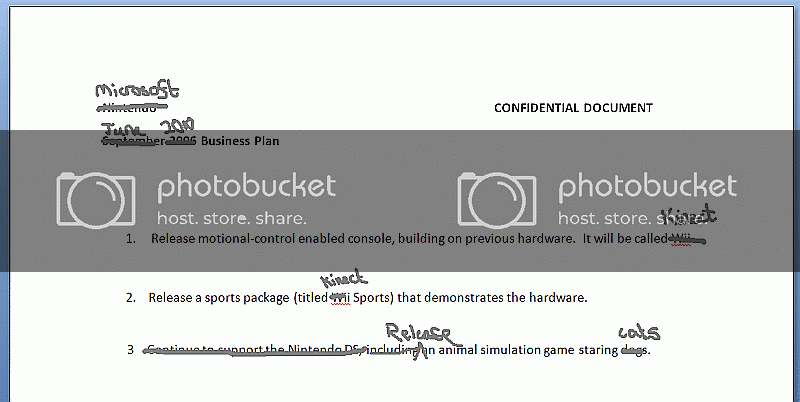 Microsoft
Nintendo CONFIDENTIAL DOCUMENT
June 2010
September 2006 Business Plan
photobucket photobucket
host. store. share. host. store. share.
Kinect
1. Release motional-control enabled console, building on previous hardware. It will be called Wii
Kinect
2. Release a sports package (titled Wii Sports) that demonstrates the hardware.
Release cats
3 Continue to support the Nintendo DS, including an animal simulation game staring dogs.